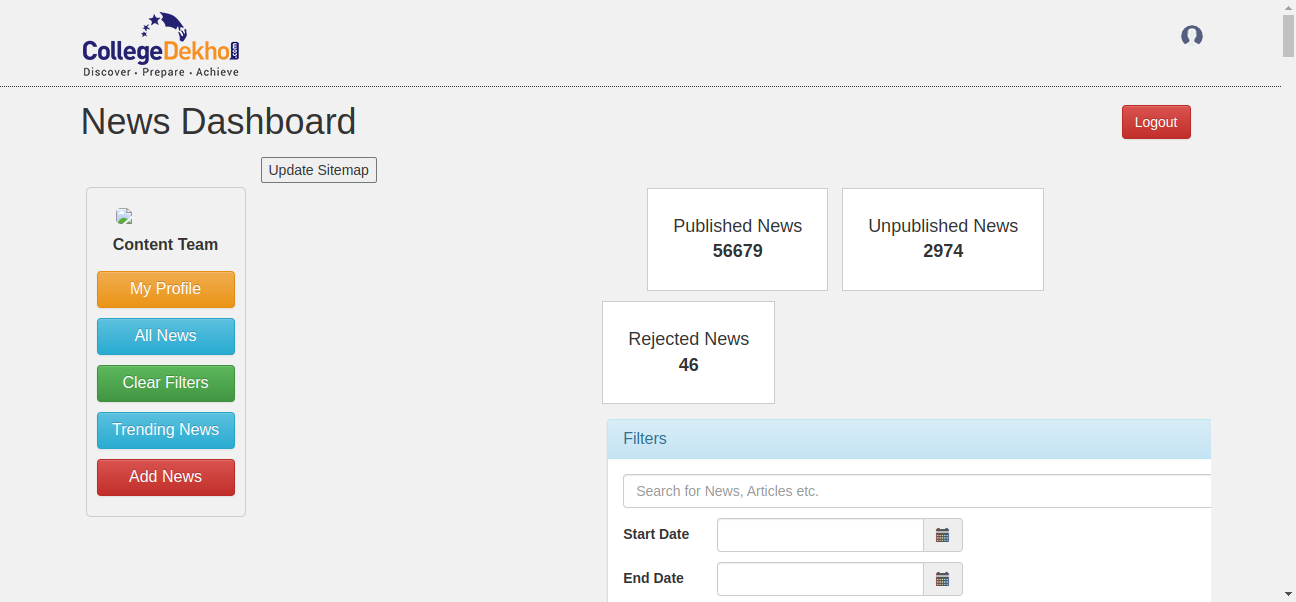 CollegeDekho.com
Discover • Prepare • Achieve
News Dashboard
Logout
Update Sitemap
Content Team
My Profile
All News
Clear Filters
Trending News
Add News
Published News
56679
Unpublished News
2974
Rejected News
46
Filters
Search for News, Articles etc.
Start Date
End Date